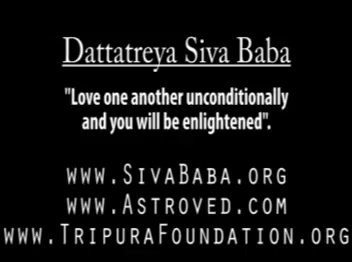 Dattatreya Siva Baba
"Love one another unconditionally
and you will be enlightened".
www.SivaBaba.org
www.Astroved.com
www.TripuraFoundation.org